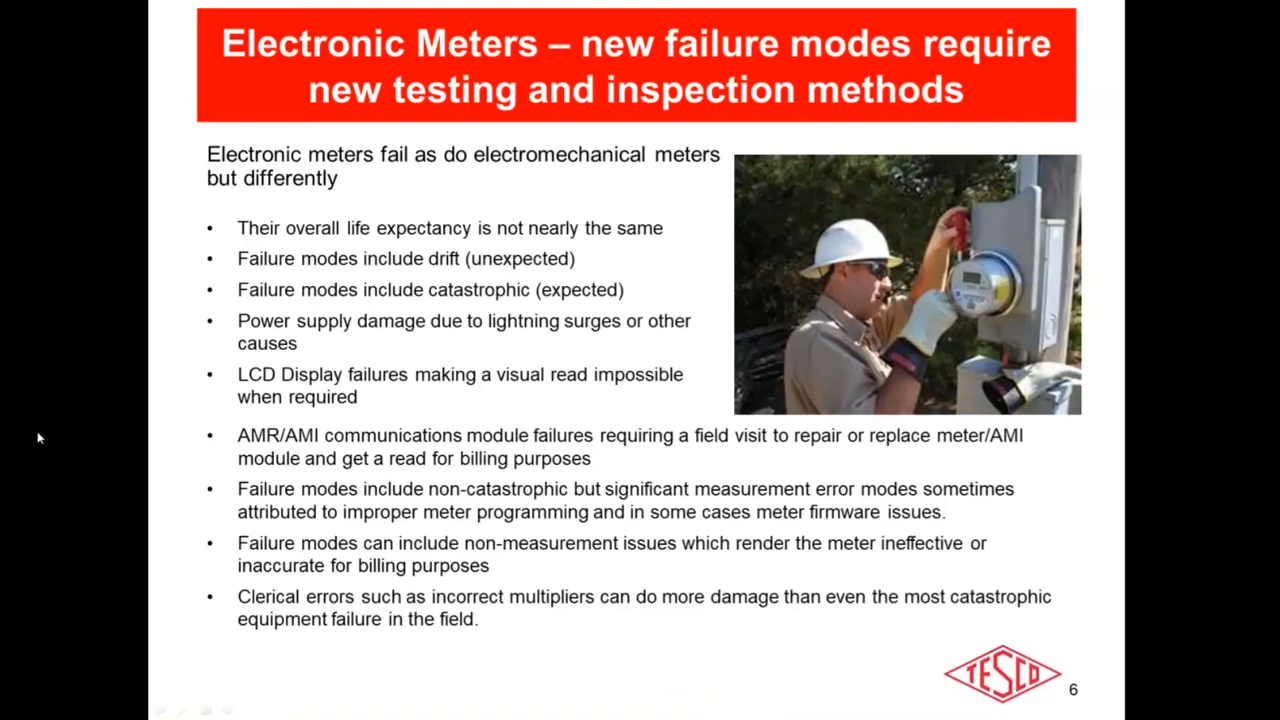 Electronic Meters – new failure modes require
new testing and inspection methods
Electronic meters fail as do electromechanical meters
but differently
• Their overall life expectancy is not nearly the same
• Failure modes include drift (unexpected)
• Failure modes include catastrophic (expected)
• Power supply damage due to lightning surges or other
causes
• LCD Display failures making a visual read impossible
when required
• AMR/AMI communications module failures requiring a field visit to repair or replace meter/AMI
module and get a read for billing purposes
• Failure modes include non-catastrophic but significant measurement error modes sometimes
attributed to improper meter programming and in some cases meter firmware issues.
• Failure modes can include non-measurement issues which render the meter ineffective or
inaccurate for billing purposes
• Clerical errors such as incorrect multipliers can do more damage than even the most catastrophic
equipment failure in the field.
TESCO
6